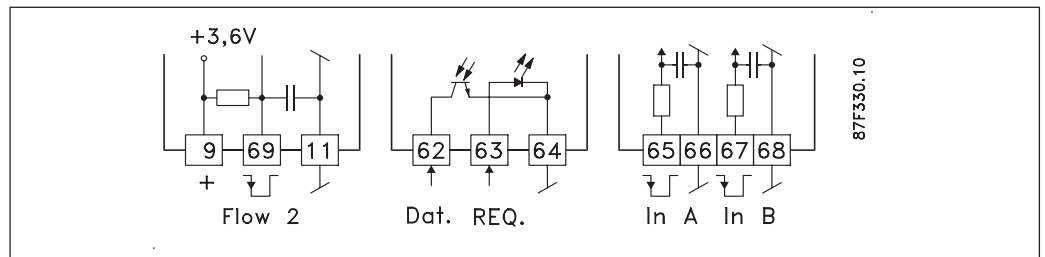 +3,6V
9 69 11
+
Flow 2
62 63 64
Dat. REQ.
65 66 67 68
In A In B
87F330.10